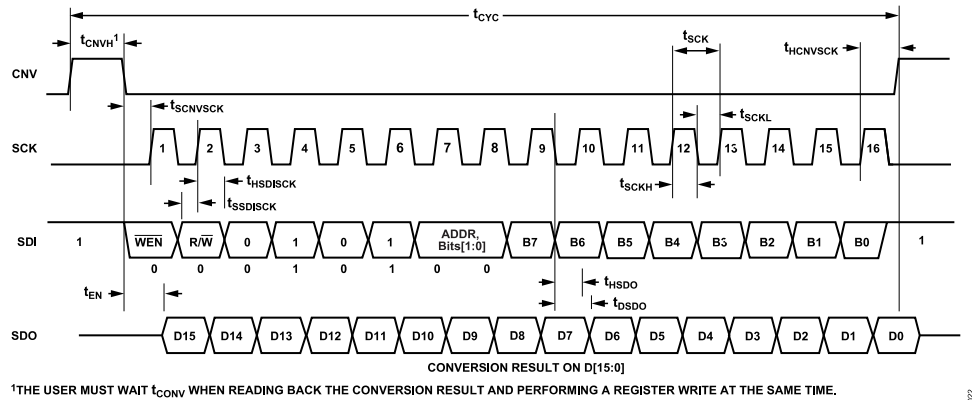 tCYC
tCNVH1
tSCK
tHCNVSCK
CNV
tSCNVSCK
tSCKL
SCK
1 2 3 4 5 6 7 8 9 10 11 12 13 14 15 16
tHSDISCK
tSCKH
tSSDISCK
SDI 1 WEN R/W 0 1 0 1 ADDR, B7 B6 B5 B4 B3 B2 B1 B0 1
Bits[1:0]
0 0 0 1 0 1 0 0
tHSDO
tEN
tDSDO
SDO D15 D14 D13 D12 D11 D10 D9 D8 D7 D6 D5 D4 D3 D2 D1 D0
CONVERSION RESULT ON D[15:0]
1THE USER MUST WAIT tCONV WHEN READING BACK THE CONVERSION RESULT AND PERFORMING A REGISTER WRITE AT THE SAME TIME.